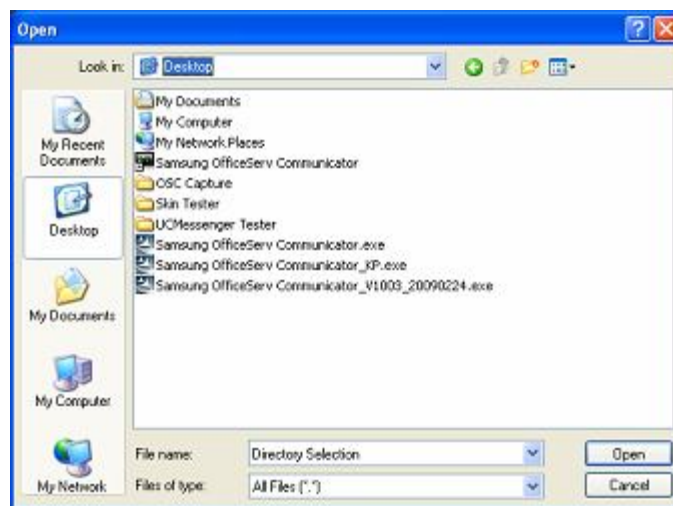 Open
Look in: Desktop
My Recent Documents
Desktop
My Documents
My Computer
My Network
My Documents
My Computer
My Network Places
Samsung OfficeServ Communicator
OSC Capture
Skin Tester
UCMessenger Tester
Samsung OfficeServ Communicator.exe
Samsung OfficeServ Communicator_KP.exe
Samsung OfficeServ Communicator_V1003_20090224.exe
File name: Directory Selection Open
Files of type: All Files (*.*) Cancel